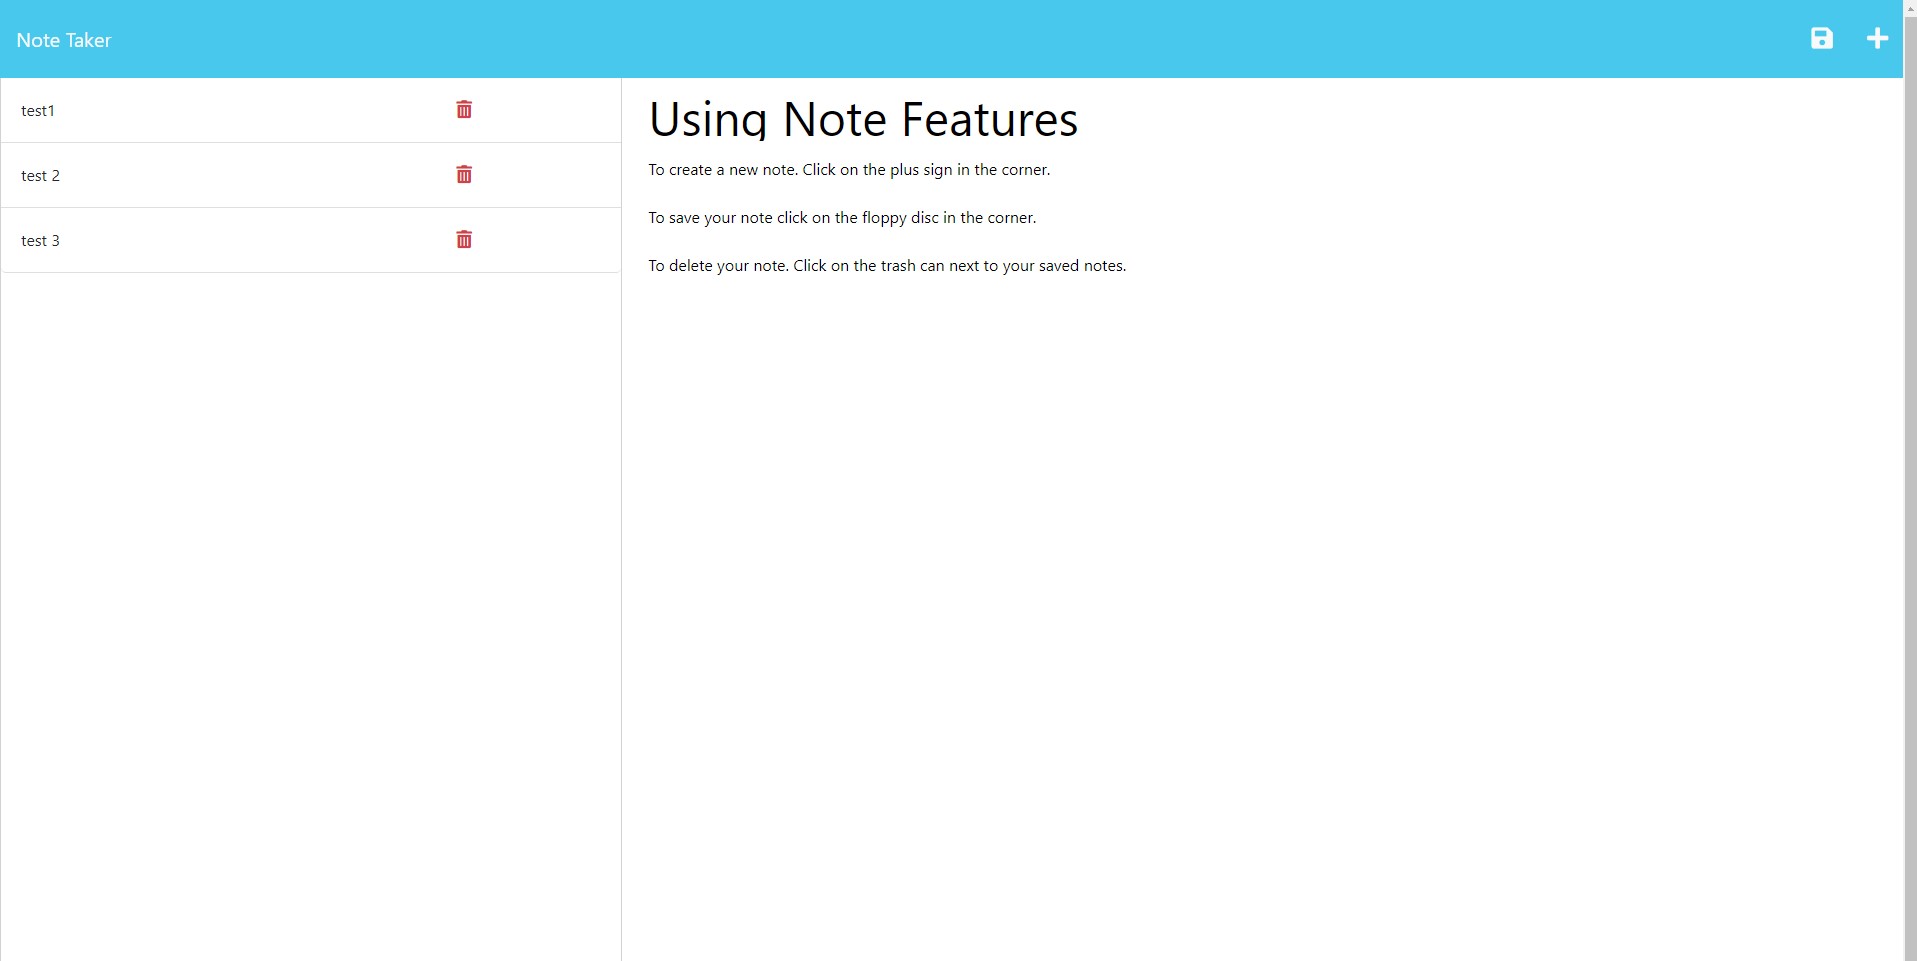 Note Taker
test1
test 2
test 3
Using Note Features
To create a new note. Click on the plus sign in the corner.
To save your note click on the floppy disc in the corner.
To delete your note. Click on the trash can next to your saved notes.